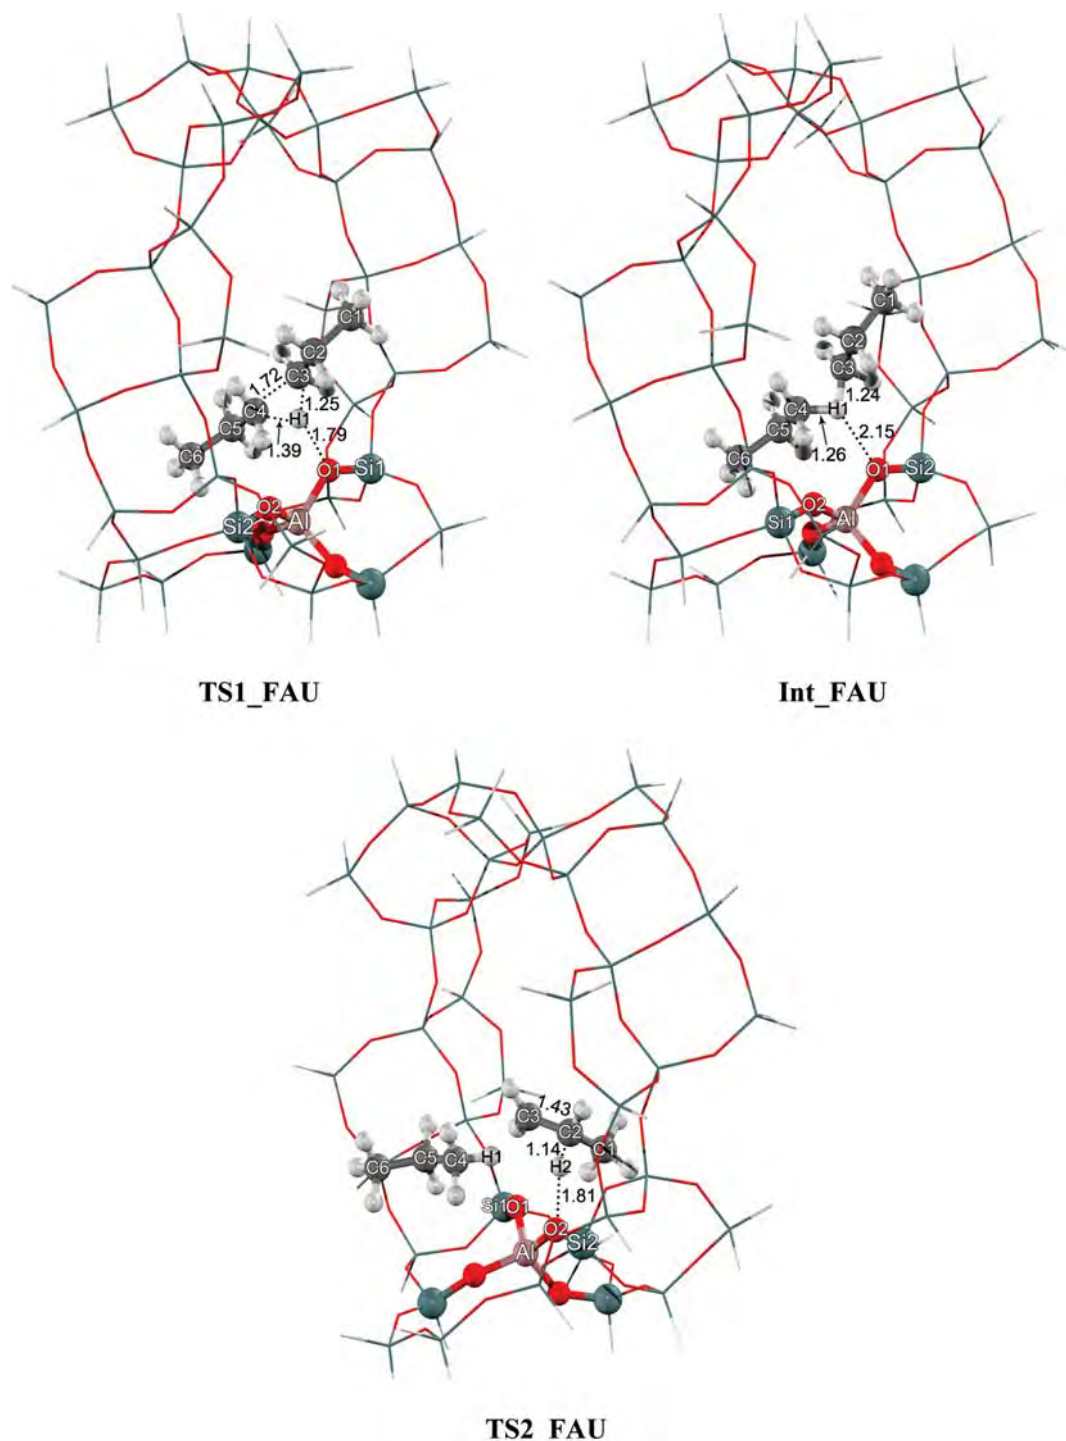 C1
C2
C3
1.72
C4
1.25
H1
C5
1.39
1.79
C6
O1
Si1
O2
Si2
Al
TS1_FAU
C1
C2
C3
1.24
C4
H1
C5
2.15
C6
1.26
O1
Si2
O2
Si1
Al
Int_FAU
1.43
C3
C2
1.14
C1
C5
C4
H1
H2
C6
1.81
Si1
O1
O2
Si2
Al
TS2_FAU